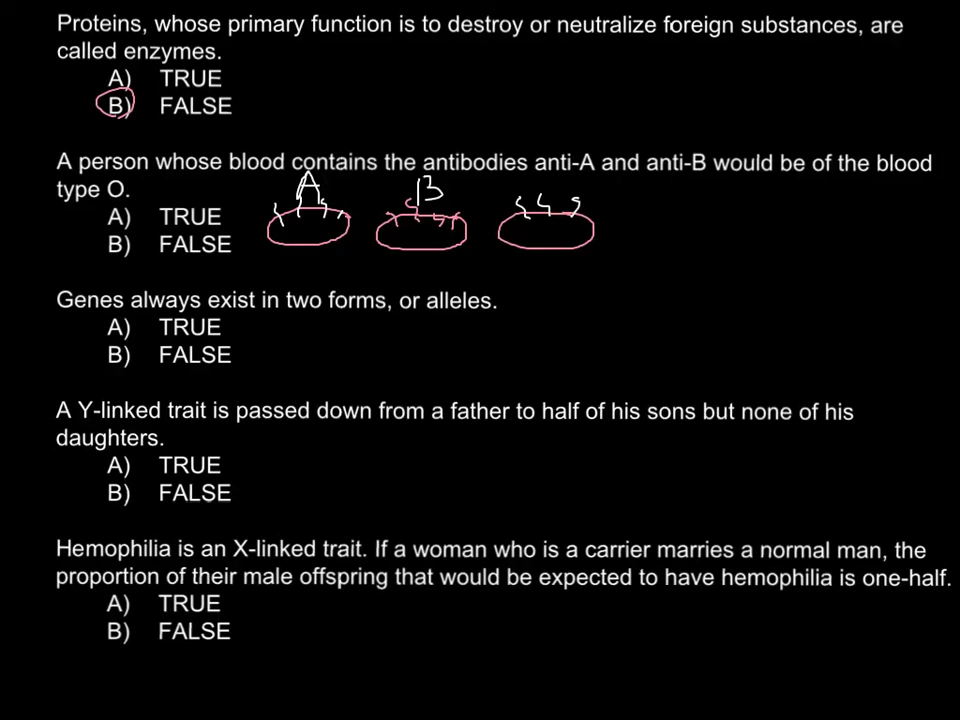 Proteins, whose primary function is to destroy or neutralize foreign substances, are
called enzymes.
A) TRUE
B) FALSE
A person whose blood contains the antibodies anti-A and anti-B would be of the blood
type O.
A B
A) TRUE
B) FALSE
Genes always exist in two forms, or alleles.
A) TRUE
B) FALSE
A Y-linked trait is passed down from a father to half of his sons but none of his
daughters.
A) TRUE
B) FALSE
Hemophilia is an X-linked trait. If a woman who is a carrier marries a normal man, the
proportion of their male offspring that would be expected to have hemophilia is one-half.
A) TRUE
B) FALSE